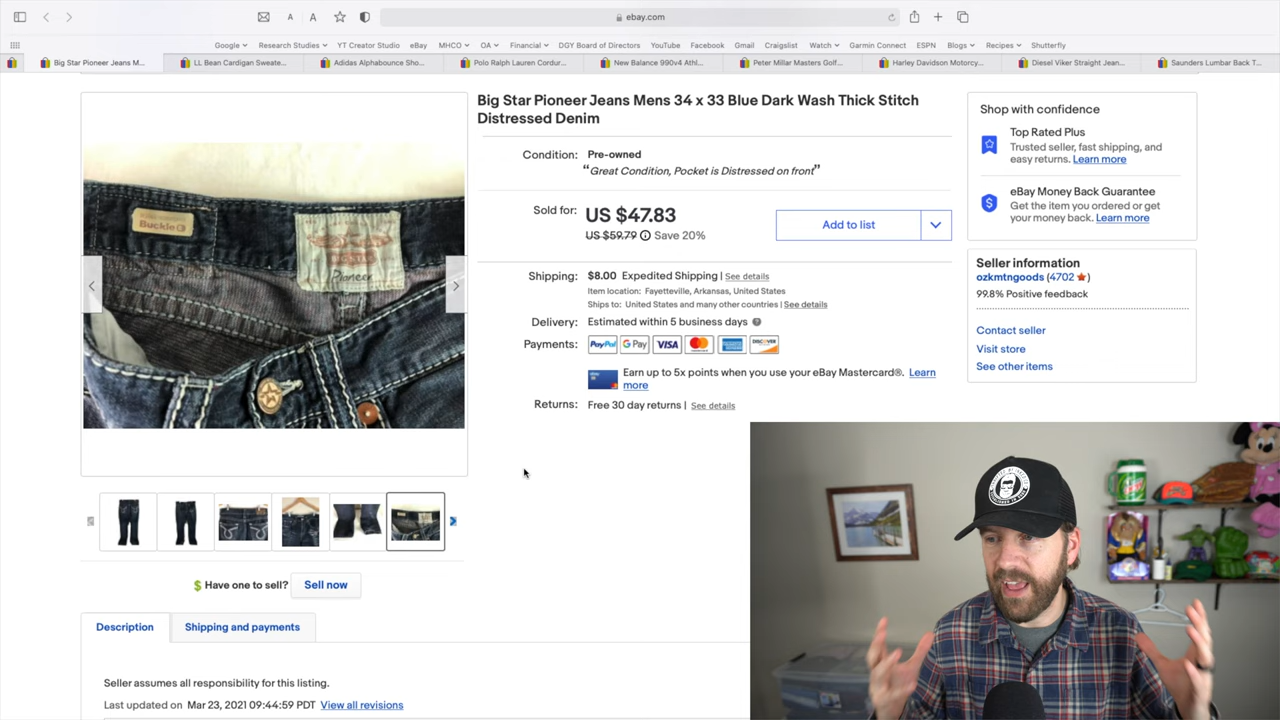 ebay.com
Google
Research Studies
YT Creator Studio
eBay
MHCO
OA
Financial
DGY Board of Directors
YouTube
Facebook
Gmail
Craigslist
Watch
Garmin Connect
ESPN
Blogs
Recipes
Shutterfly
Big Star Pioneer Jeans M...
LL Bean Cardigan Sweate...
Adidas Alphabounce Sho...
Polo Ralph Lauren Cordur...
New Balance 990v4 Athl...
Peter Millar Masters Golf...
Harley Davidson Motorcy...
Diesel Viker Straight Jean...
Saunders Lumbar Back T...
Big Star Pioneer Jeans Mens 34 x 33 Blue Dark Wash Thick Stitch
Distressed Denim
Condition: Pre-owned
“Great Condition, Pocket is Distressed on front”
Sold for: US $47.83
US $59.79 Save 20%
Add to list
Shipping: $8.00 Expedited Shipping | See details
Item location: Fayetteville, Arkansas, United States
Ships to: United States and many other countries | See details
Delivery: Estimated within 5 business days
Payments: PayPal G Pay VISA DISCOVER
Earn up to 5x points when you use your eBay Mastercard®. Learn
more
Returns: Free 30 day returns | See details
Shop with confidence
Top Rated Plus
Trusted seller, fast shipping, and
easy returns. Learn more
eBay Money Back Guarantee
Get the item you ordered or get
your money back. Learn more
Seller information
ozkmtngoods (4702)
99.8% Positive feedback
Contact seller
Visit store
See other items
Buckle
BIG STAR
Pioneer
Have one to sell? Sell now
Description
Shipping and payments
Seller assumes all responsibility for this listing.
Last updated on Mar 23, 2021 09:44:59 PDT View all revisions